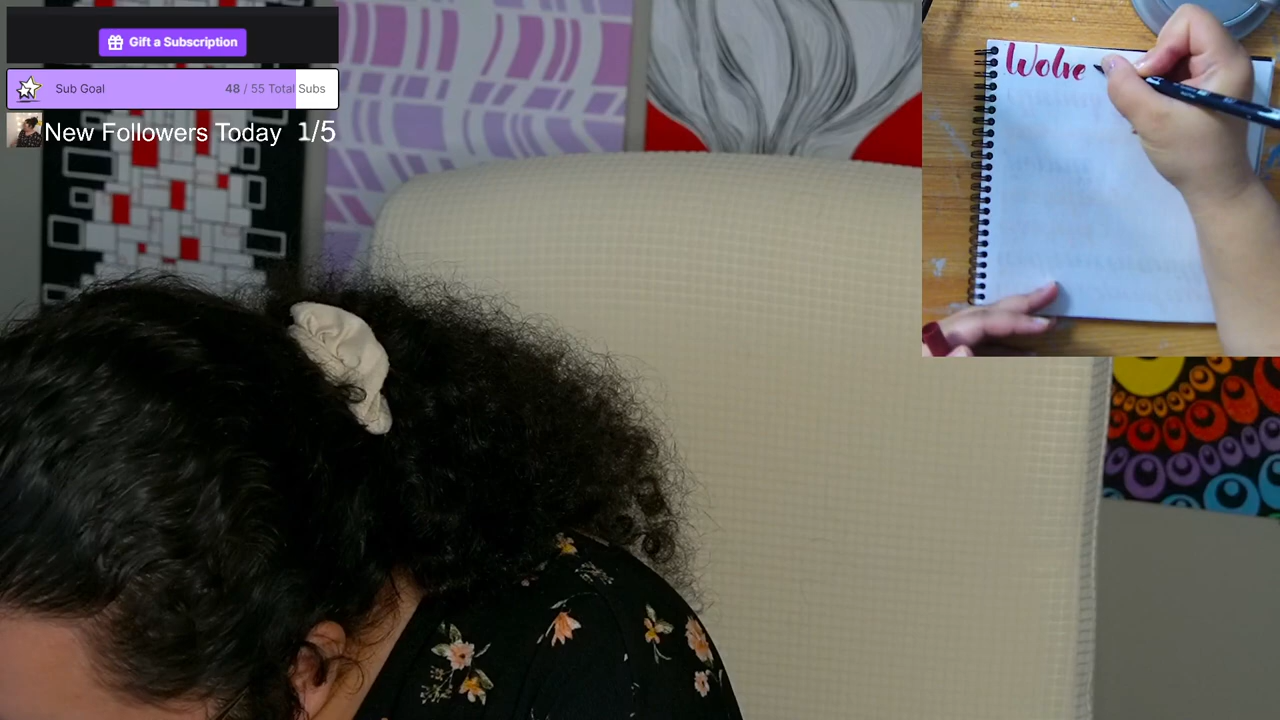 Gift a Subscription
Sub Goal 48 / 55 Total Subs
New Followers Today 1/5
Wolve